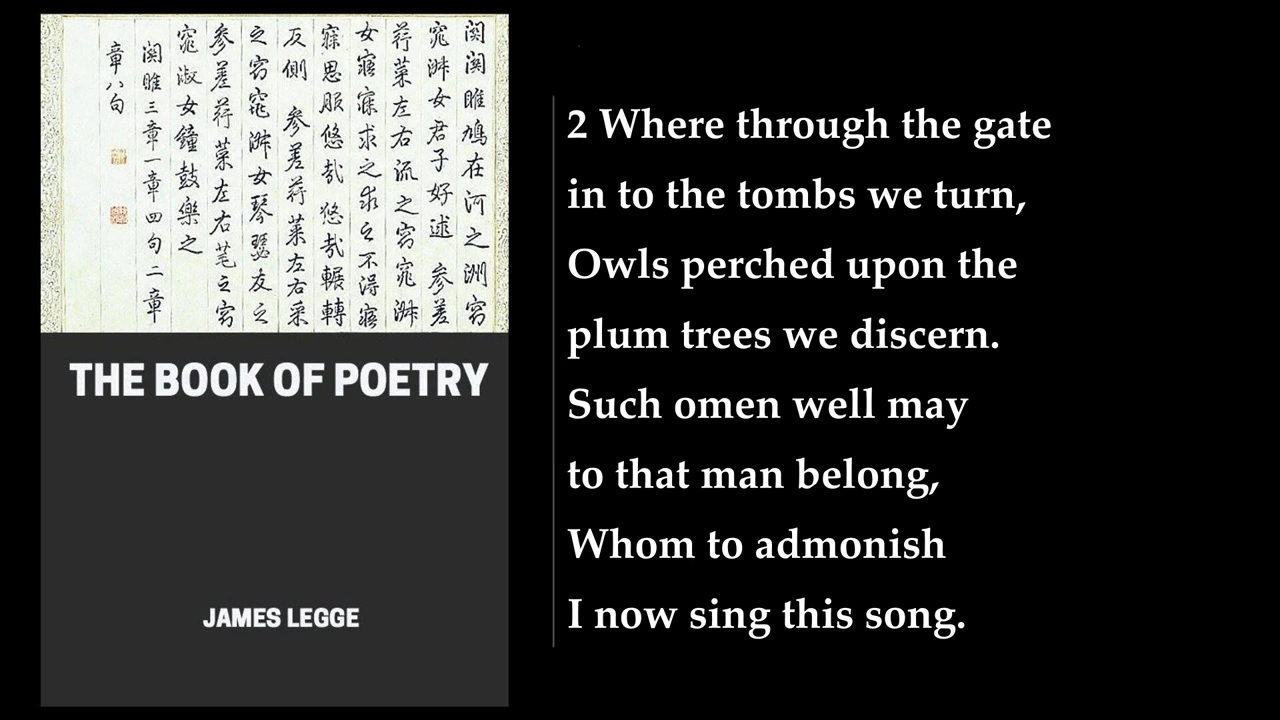 關關雎鳩在河之洲窈
窕淑女君子好逑 參差
荇菜左右流之窈窕淑
女寤寐求之求之不得寤
寐思服悠哉悠哉輾轉
反側 參差荇菜左右采
之窈窕淑女琴瑟友之
參差荇菜左右芼之窈
窕淑女鐘鼓樂之
關雎三章一章四句二章
章八句
THE BOOK OF POETRY
JAMES LEGGE
2 Where through the gate
in to the tombs we turn,
Owls perched upon the
plum trees we discern.
Such omen well may
to that man belong,
Whom to admonish
I now sing this song.